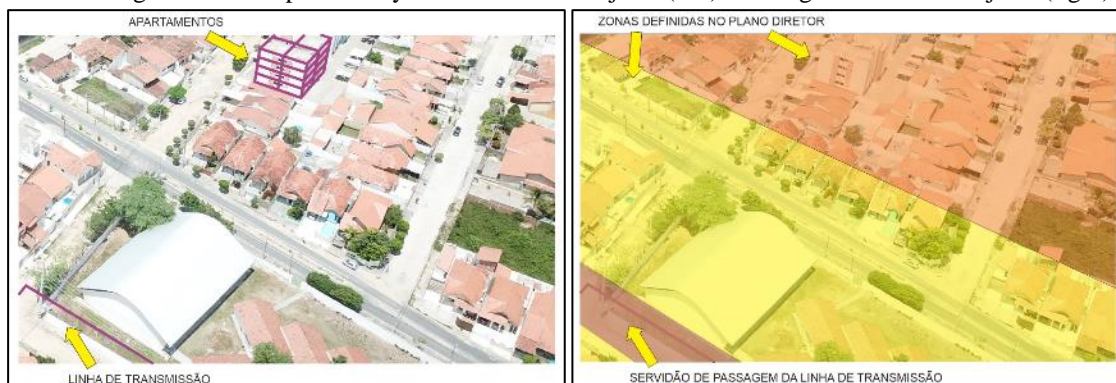 APARTAMENTOS
LINHA DE TRANSMISSÃO
ZONAS DEFINIDAS NO PLANO DIRETOR
SERVIDÃO DE PASSAGEM DA LINHA DE TRANSMISSÃO